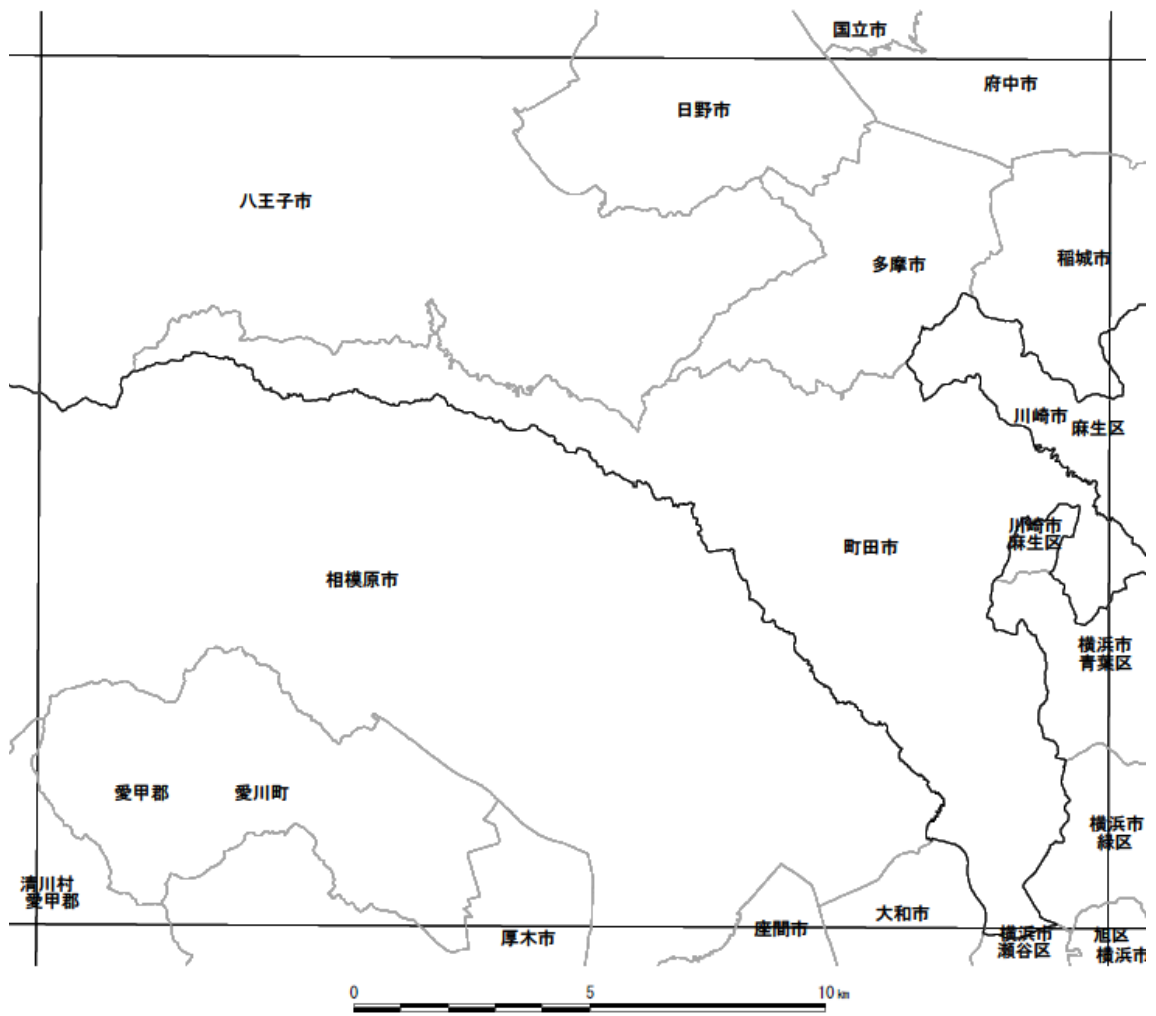 国立市
府中市
日野市
八王子市
多摩市
稲城市
川崎市
麻生区
川崎市
麻生区
町田市
相模原市
横浜市
青葉区
愛甲郡
愛川町
横浜市
緑区
清川村
愛甲郡
大和市
座間市
厚木市
横浜市
瀬谷区
旭区
横浜市
0 5 10 km